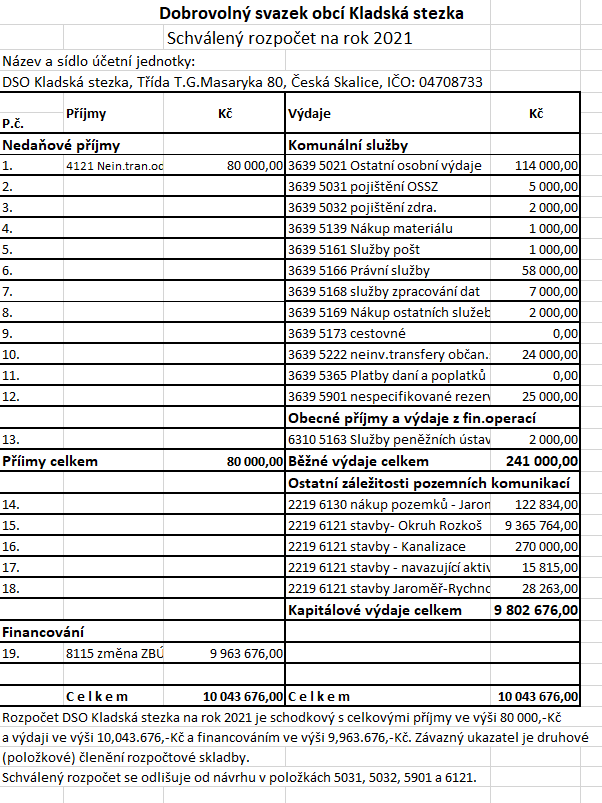 Dobrovolný svazek obcí Kladská stezka
Schválený rozpočet na rok 2021
Název a sídlo účetní jednotky:
DSO Kladská stezka, Třída T.G.Masaryka 80, Česká Skalice, IČO: 04708733
P.č. Příjmy Kč Výdaje Kč
Nedaňové příjmy Komunální služby
1. 4121 Nein.tran.oc 80 000,00 3639 5021 Ostatní osobní výdaje 114 000,00
2. 3639 5031 pojištění OSSZ 5 000,00
3. 3639 5032 pojištění zdra. 2 000,00
4. 3639 5139 Nákup materiálu 1 000,00
5. 3639 5161 Služby pošt 1 000,00
6. 3639 5166 Právní služby 58 000,00
7. 3639 5168 služby zpracování dat 7 000,00
8. 3639 5169 Nákup ostatních služeb 2 000,00
9. 3639 5173 cestovné 0,00
10. 3639 5222 neinv.transfery občan. 24 000,00
11. 3639 5365 Platby daní a poplatků 0,00
12. 3639 5901 nespecifikované rezerv 25 000,00
Obecné příjmy a výdaje z fin.operací
13. 6310 5163 Služby peněžních ústav 2 000,00
Příimy celkem 80 000,00 Běžné výdaje celkem 241 000,00
Ostatní záležitosti pozemních komunikací
14. 2219 6130 nákup pozemků - Jaron 122 834,00
15. 2219 6121 stavby- Okruh Rozkoš 9 365 764,00
16. 2219 6121 stavby - Kanalizace 270 000,00
17. 2219 6121 stavby - navazující aktiv 15 815,00
18. 2219 6121 stavby Jaroměř-Rychno 28 263,00
Kapitálové výdaje celkem 9 802 676,00
Financování
19. 8115 změna ZBÚ 9 963 676,00
C e l k e m 10 043 676,00 C e l k e m 10 043 676,00
Rozpočet DSO Kladská stezka na rok 2021 je schodkový s celkovými příjmy ve výši 80 000,-Kč
a výdaji ve výši 10,043.676,-Kč a financováním ve výši 9,963.676,-Kč. Závazný ukazatel je druhové
(položkové) členění rozpočtové skladby.
Schválený rozpočet se odlišuje od návrhu v položkách 5031, 5032, 5901 a 6121.